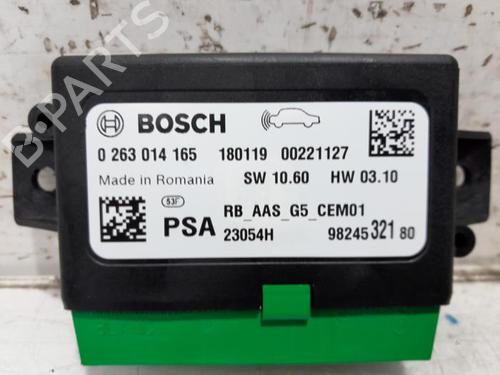 BOSCH
0 263 014 165 180119 00221127
Made in Romania SW 10.60 HW 03.10
53F
PSA RB_AAS_G5_CEM01
23054H 98245 321 80